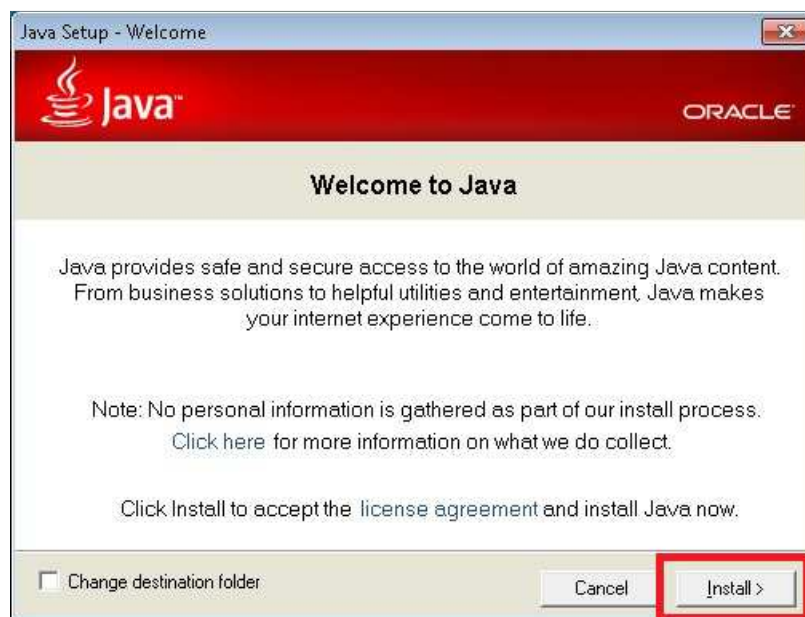 Java Setup - Welcome
Java™
ORACLE
Welcome to Java
Java provides safe and secure access to the world of amazing Java content.
From business solutions to helpful utilities and entertainment, Java makes
your internet experience come to life.
Note: No personal information is gathered as part of our install process.
Click here for more information on what we do collect.
Click Install to accept the license agreement and install Java now.
Change destination folder
Cancel
Install >